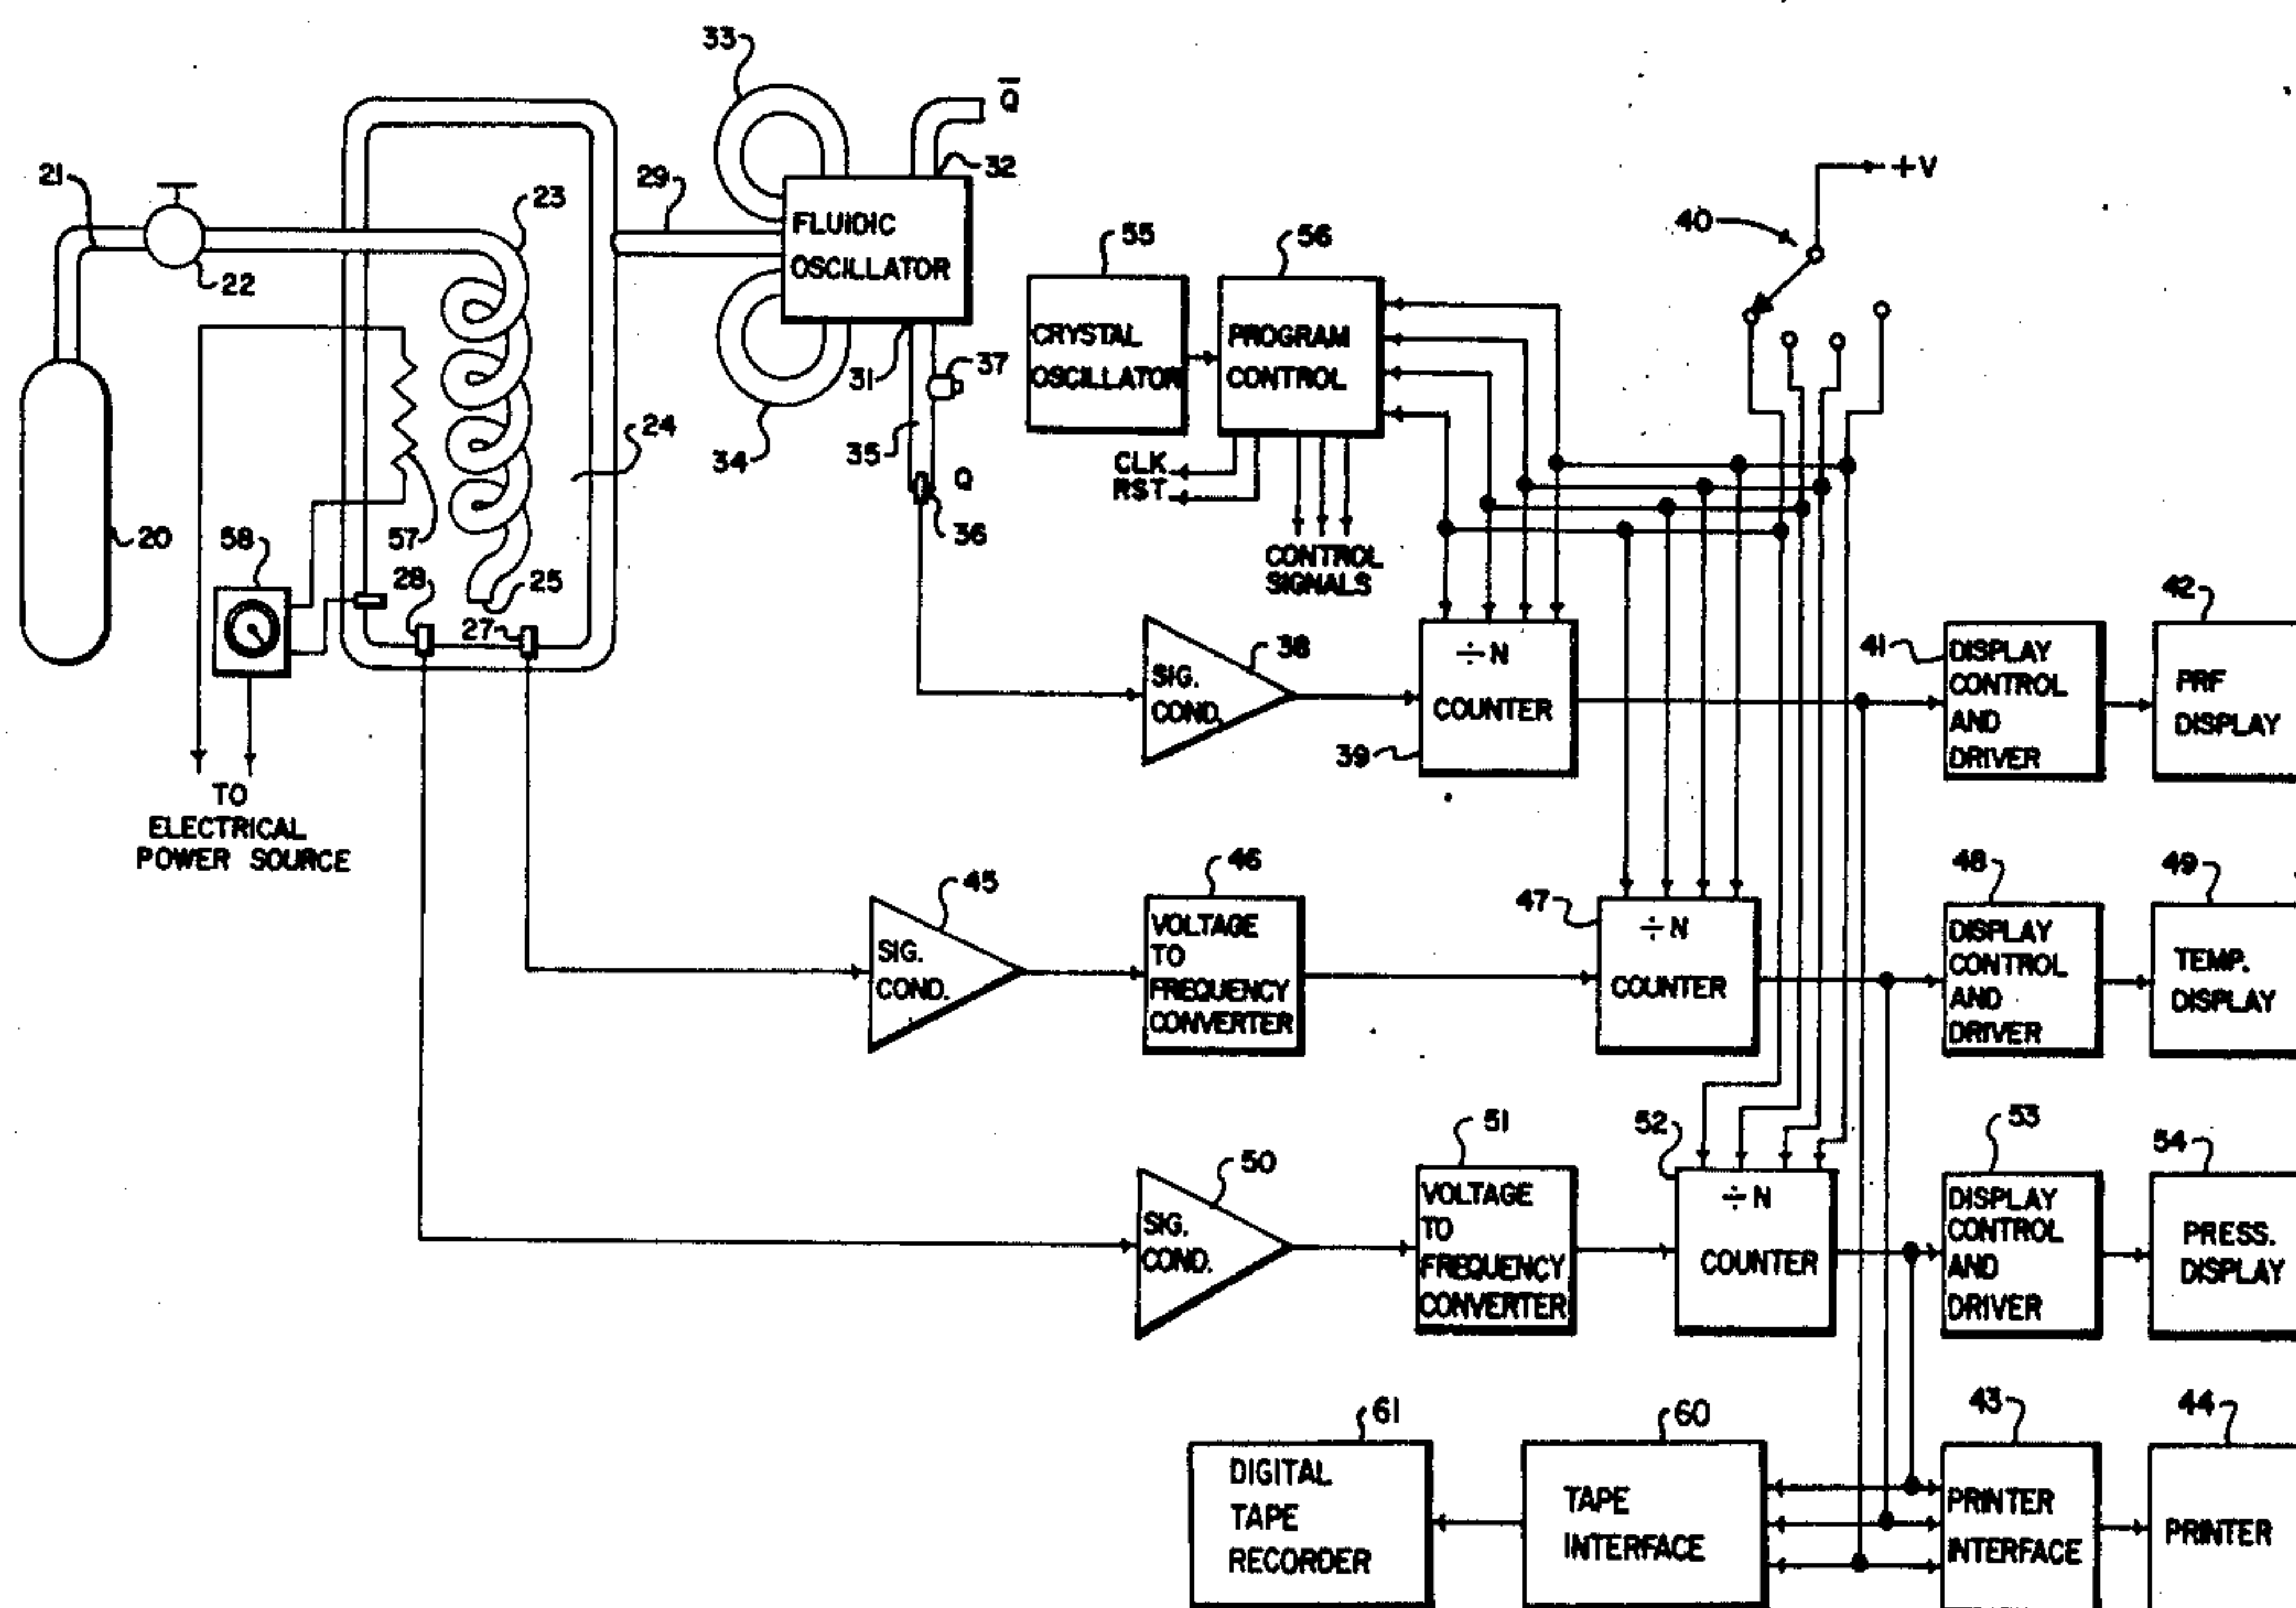 33
Q̄
21
32
+V
29
23
40
FLUIDIC
OSCILLATOR
55
56
22
CRYSTAL
OSCILLATOR
PROGRAM
CONTROL
31
37
24
34
35
CLK
RST
Q
36
20
58
57
28
25
27
CONTROL
SIGNALS
42
38
÷N
COUNTER
39
SIG.
COND.
41
DISPLAY
CONTROL
AND
DRIVER
PRF
DISPLAY
TO
ELECTRICAL
POWER SOURCE
45
46
47
48
49
SIG.
COND.
VOLTAGE
TO
FREQUENCY
CONVERTER
÷N
COUNTER
DISPLAY
CONTROL
AND
DRIVER
TEMP.
DISPLAY
50
51
52
53
54
SIG.
COND.
VOLTAGE
TO
FREQUENCY
CONVERTER
÷N
COUNTER
DISPLAY
CONTROL
AND
DRIVER
PRESS.
DISPLAY
61
60
43
44
DIGITAL
TAPE
RECORDER
TAPE
INTERFACE
PRINTER
INTERFACE
PRINTER